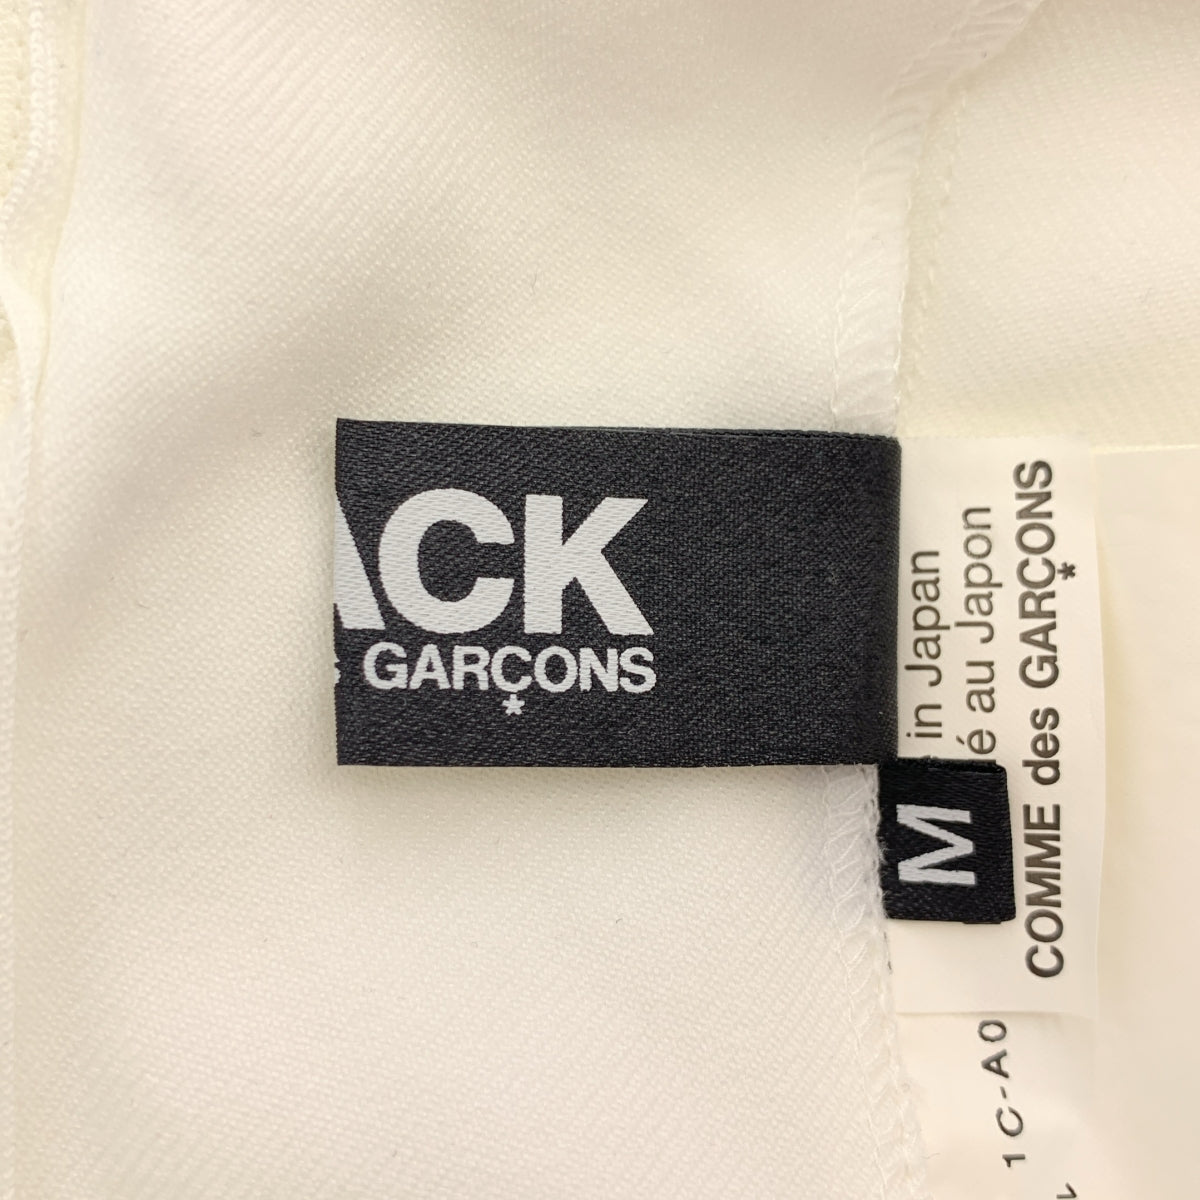 ACK
GARÇONS
in Japan
é au Japon
COMME des GARÇONS
M
1C-A0